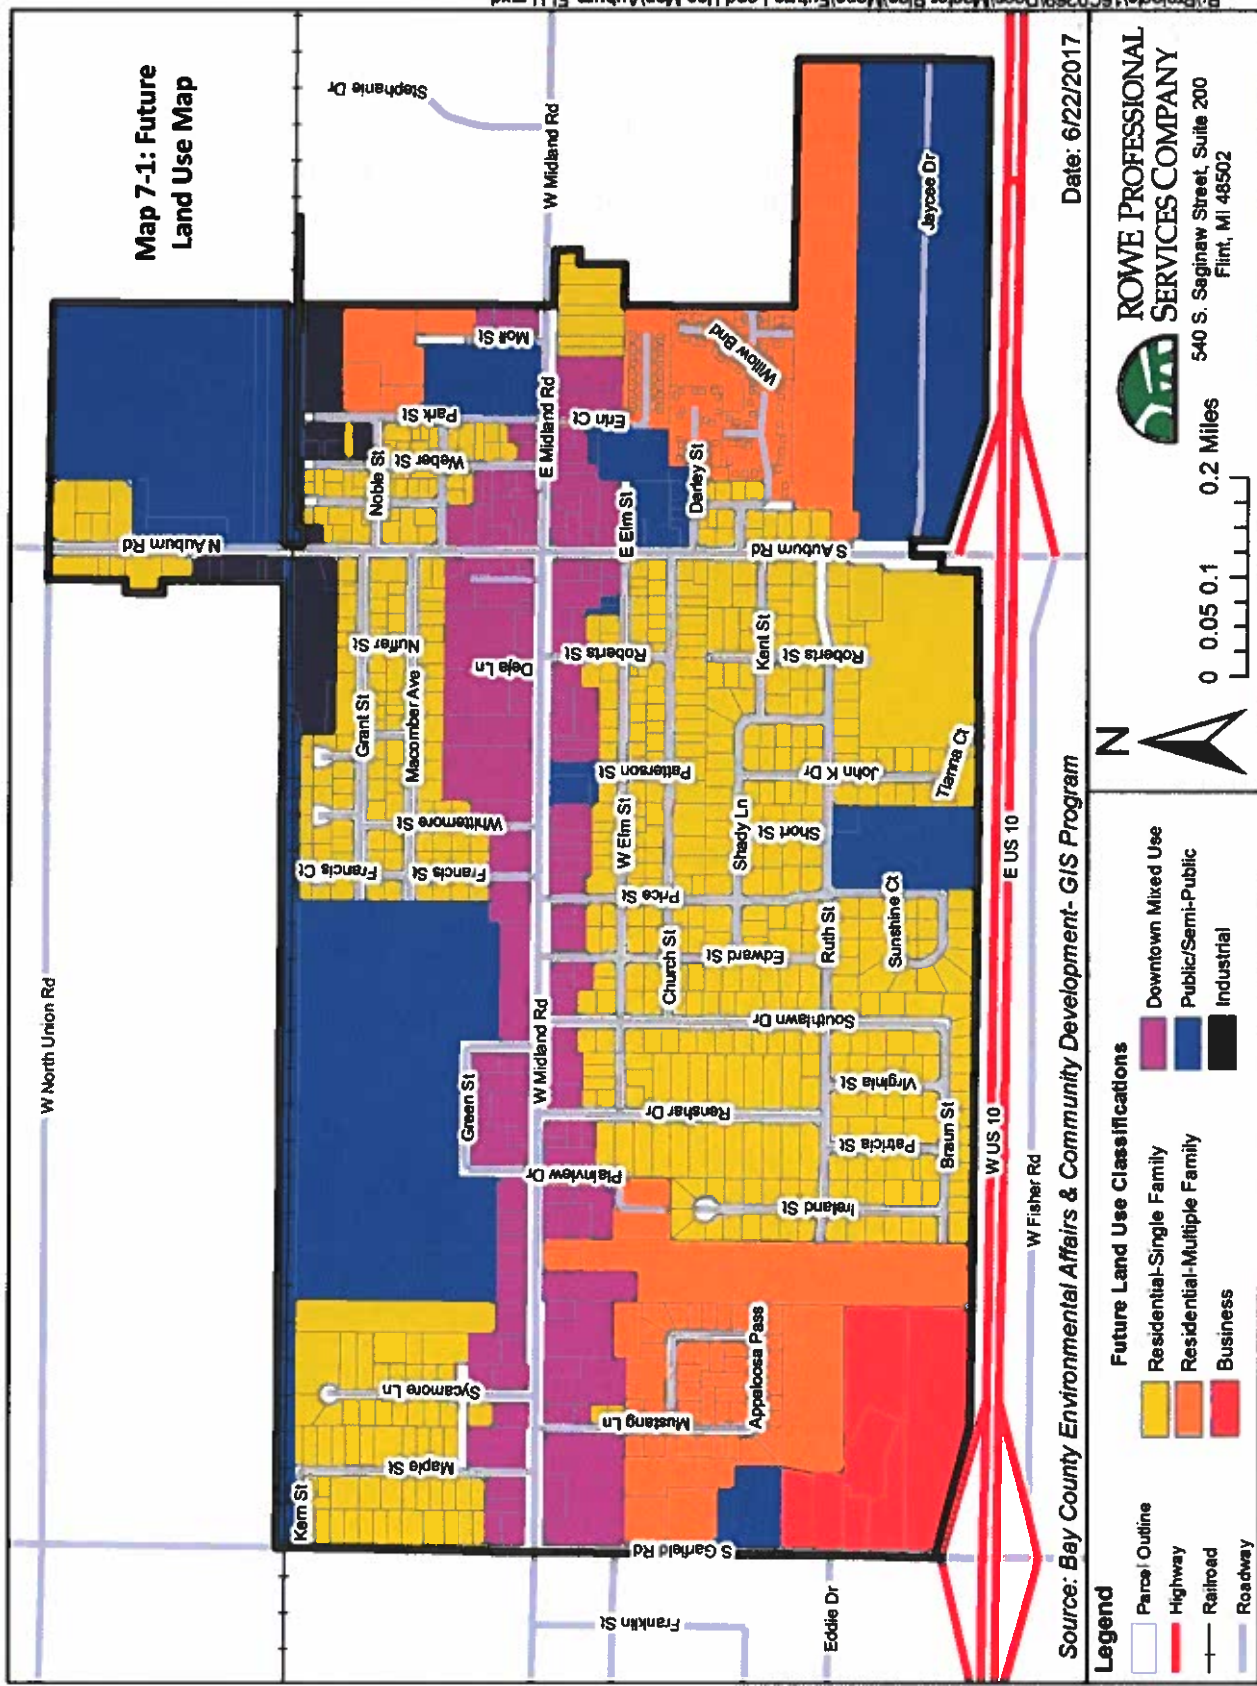 Map 7-1: Future
Land Use Map
W North Union Rd
N Auburn Rd
Stephanie Dr
W Midland Rd
Kern St
Maple St
Sycamore Ln
Green St
Plainview Dr
W Midland Rd
Francis Ct
Francis St
Whittemore St
Grant St
Macomber Ave
Nuffer St
Deja Ln
Noble St
Weber St
Park St
Moll St
E Midland Rd
Erin Ct
S Garfield Rd
Franklin St
Eddie Dr
Mustang Ln
Appaloosa Pass
Ireland St
Renshar Dr
Patricia St
Virginia St
Braun St
Southlawn Dr
Church St
Edward St
Price St
Ruth St
Sunshine Ct
W Elm St
Patterson St
Shady Ln
Short St
John K Dr
Tianna Ct
Roberts St
Kent St
Roberts St
E Elm St
Darley St
S Auburn Rd
Willow Bnd
Jaycee Dr
W US 10
E US 10
W Fisher Rd
Source: Bay County Environmental Affairs & Community Development- GIS Program
Date: 6/22/2017
Legend
Parcel Outline
Highway
Railroad
Roadway
Future Land Use Classifications
Residential-Single Family
Residential-Multiple Family
Business
Downtown Mixed Use
Public/Semi-Public
Industrial
N
0 0.05 0.1 0.2 Miles
ROWE PROFESSIONAL
SERVICES COMPANY
540 S. Saginaw Street, Suite 200
Flint, MI 48502